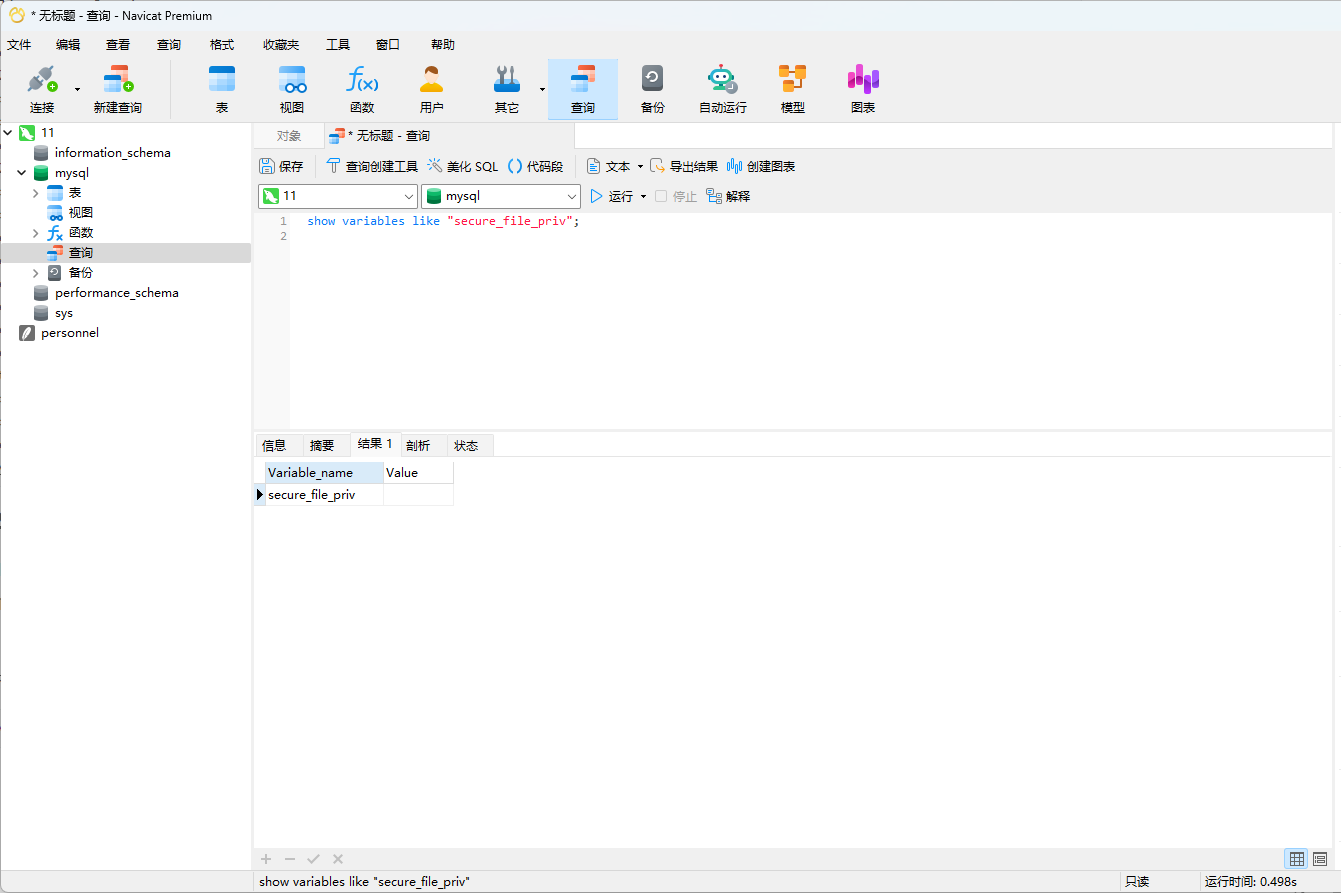 * 无标题 - 查询 - Navicat Premium
文件 编辑 查看 查询 格式 收藏夹 工具 窗口 帮助
连接 新建查询 表 视图 函数 用户 其它 查询 备份 自动运行 模型 图表
11
information_schema
mysql
表
视图
函数
查询
备份
performance_schema
sys
personnel
对象 * 无标题 - 查询
保存 查询创建工具 美化 SQL 代码段 文本 导出结果 创建图表
11 mysql 运行 停止 解释
1 show variables like "secure_file_priv";
2
信息 摘要 结果 1 剖析 状态
Variable_name Value
secure_file_priv
show variables like "secure_file_priv" 只读 运行时间: 0.498s